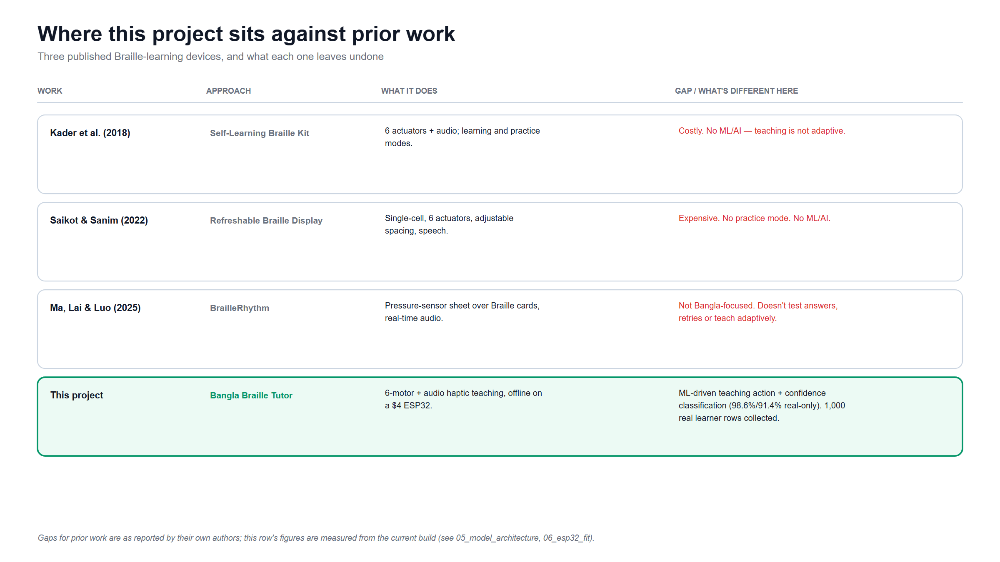 Where this project sits against prior work
Three published Braille-learning devices, and what each one leaves undone
WORK
APPROACH
WHAT IT DOES
GAP / WHAT'S DIFFERENT HERE
Kader et al. (2018)
Self-Learning Braille Kit
6 actuators + audio; learning and practice
modes.
Costly. No ML/AI — teaching is not adaptive.
Saikot & Sanim (2022)
Refreshable Braille Display
Single-cell, 6 actuators, adjustable
spacing, speech.
Expensive. No practice mode. No ML/AI.
Ma, Lai & Luo (2025)
BrailleRhythm
Pressure-sensor sheet over Braille cards,
real-time audio.
Not Bangla-focused. Doesn't test answers,
retries or teach adaptively.
This project
Bangla Braille Tutor
6-motor + audio haptic teaching, offline on
a $4 ESP32.
ML-driven teaching action + confidence
classification (98.6%/91.4% real-only). 1,000
real learner rows collected.
Gaps for prior work are as reported by their own authors; this row's figures are measured from the current build (see 05_model_architecture, 06_esp32_fit).